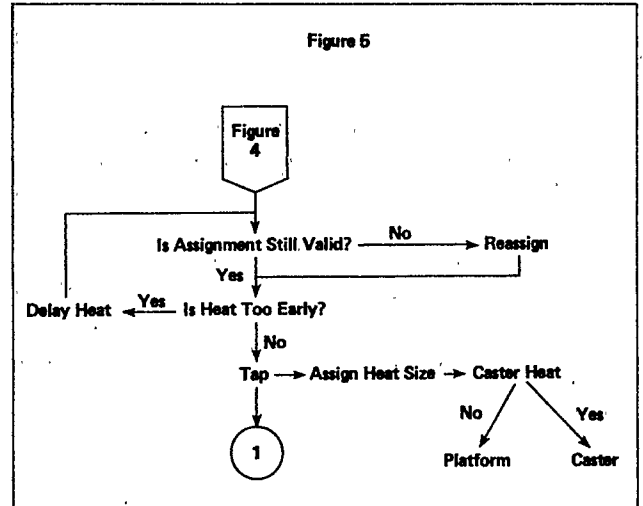 Figure 5
Figure
4
Is Assignment Still Valid? No Reassign
Yes
Delay Heat Yes Is Heat Too Early?
No
Tap Assign Heat Size Caster Heat
No Yes
1 Platform Caster